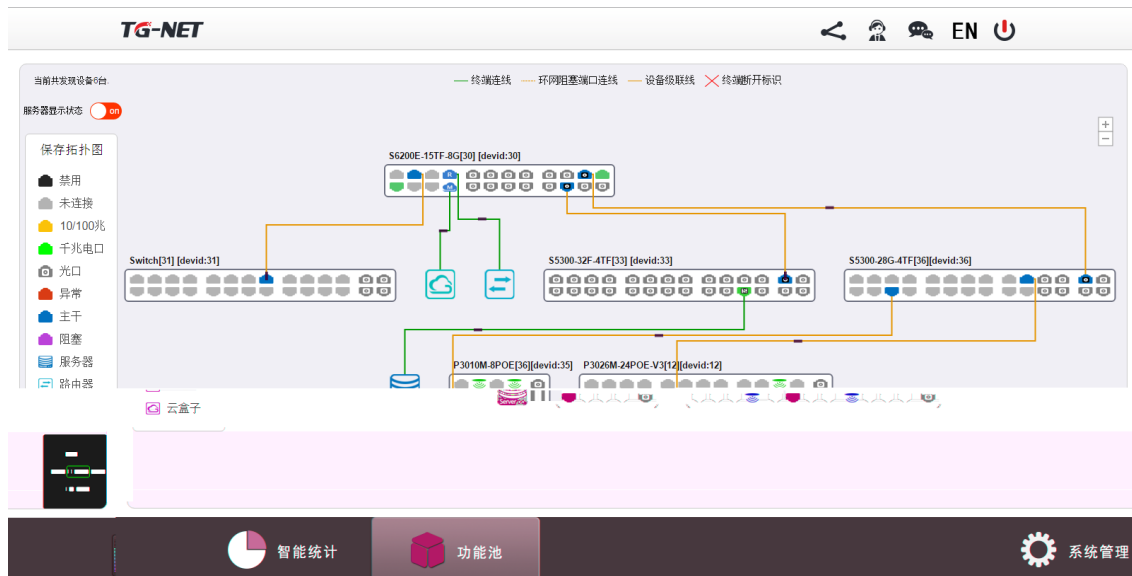 TG-NET
EN
当前共发现设备6台.
终端连线 环网阻塞端口连线 设备级联线 终端断开标识
服务器显示状态 on
保存拓扑图
禁用
未连接
10/100兆
千兆电口
光口
异常
主干
阻塞
服务器
路由器
云盒子
S6200E-15TF-8G[30] [devid:30]
Switch[31] [devid:31]
S5300-32F-4TF[33] [devid:33]
S5300-28G-4TF[36][devid:36]
P3010M-8POE[36][devid:35]
P3026M-24POE-V3[12][devid:12]
智能统计
功能池
系统管理